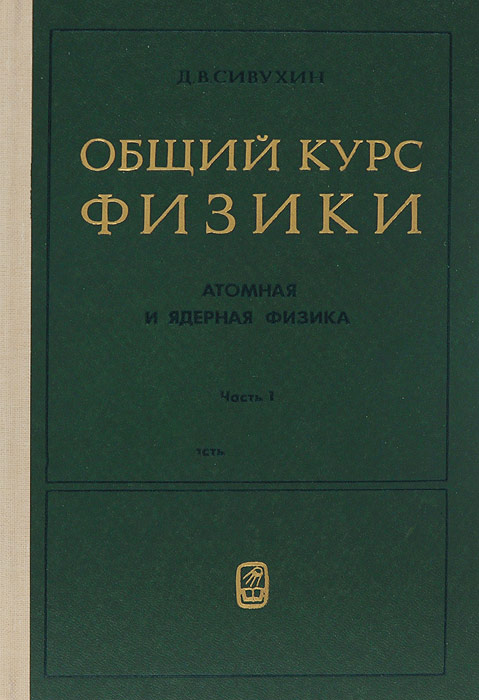 Д. В. СИВУХИН
ОБЩИЙ КУРС
ФИЗИКИ
АТОМНАЯ
И ЯДЕРНАЯ ФИЗИКА
Часть 1